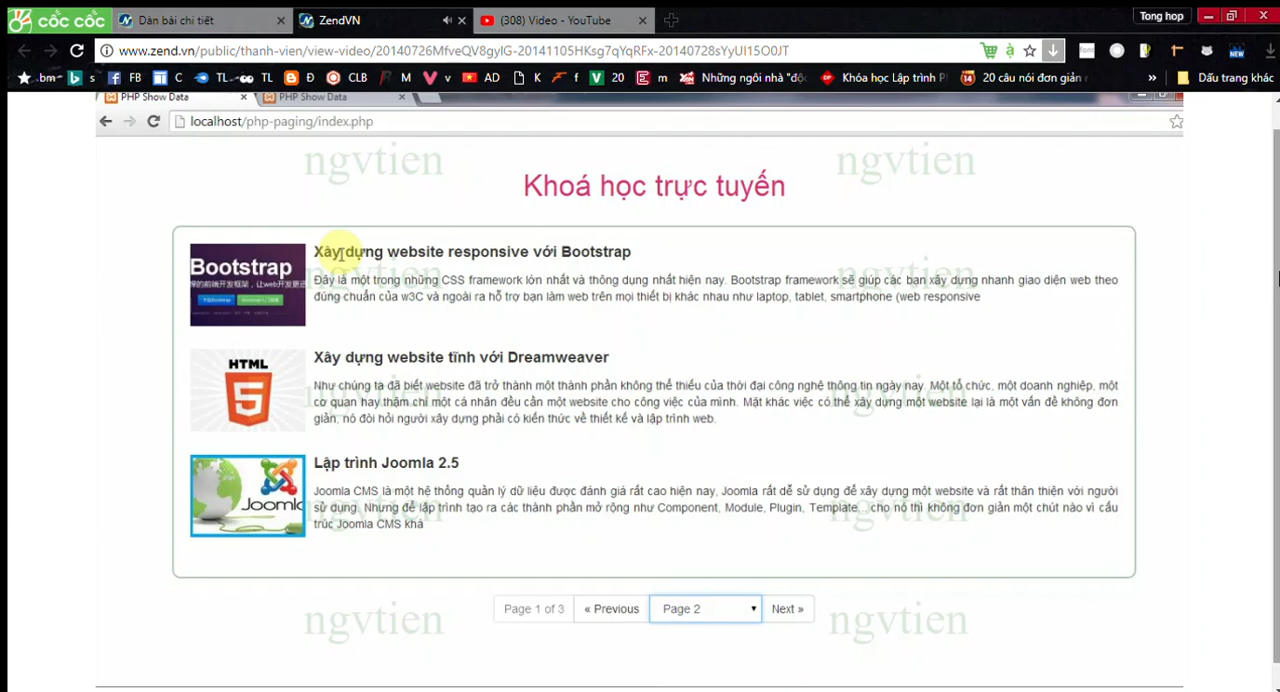 cốc cốc
Dàn bài chi tiết
ZendVN
(308) Video - YouTube
Tong hop
www.zend.vn/public/thanh-vien/view-video/20140726MfveQV8gyIG-20141105HKsg7qYqRFx-20140728sYyUI15O0JT
bm
s
FB
C
TL
TL
Đ
CLB
M
v
AD
K
f
20
m
Những ngôi nhà "độc
Khóa học Lập trình P
20 câu nói đơn giản
»
Dấu trang khác
PHP Show Data
PHP Show Data
localhost/php-paging/index.php
ngvtien
ngvtien
Khoá học trực tuyến
Bootstrap
Xây dựng website responsive với Bootstrap
Đây là một trong những CSS framework lớn nhất và thông dụng nhất hiện nay. Bootstrap framework sẽ giúp các bạn xây dựng nhanh giao diện web theo
đúng chuẩn của w3C và ngoài ra hỗ trợ bạn làm web trên mọi thiết bị khác nhau như laptop, tablet, smartphone (web responsive
ngvtien
ngvtien
HTML
5
Xây dựng website tĩnh với Dreamweaver
Như chúng ta đã biết website đã trở thành một thành phần không thể thiếu của thời đại công nghệ thông tin ngày nay. Một tổ chức, một doanh nghiệp, một
cơ quan hay thậm chí một cá nhân đều cần một website cho công việc của mình. Mặt khác việc có thể xây dựng một website lại là một vấn đề không đơn
giản, nó đòi hỏi người xây dựng phải có kiến thức về thiết kế và lập trình web.
ngvtien
ngvtien
Joomla
Lập trình Joomla 2.5
Joomla CMS là một hệ thống quản lý dữ liệu được đánh giá rất cao hiện nay, Joomla rất dễ sử dụng để xây dựng một website và rất thân thiện với người
sử dụng. Nhưng để lập trình tạo ra các thành phần mở rộng như Component, Module, Plugin, Template...cho nó thì không đơn giản một chút nào vì cấu
trúc Joomla CMS khá
ngvtien
ngvtien
Page 1 of 3
« Previous
Page 2
Next »
ngvtien
ngvtien